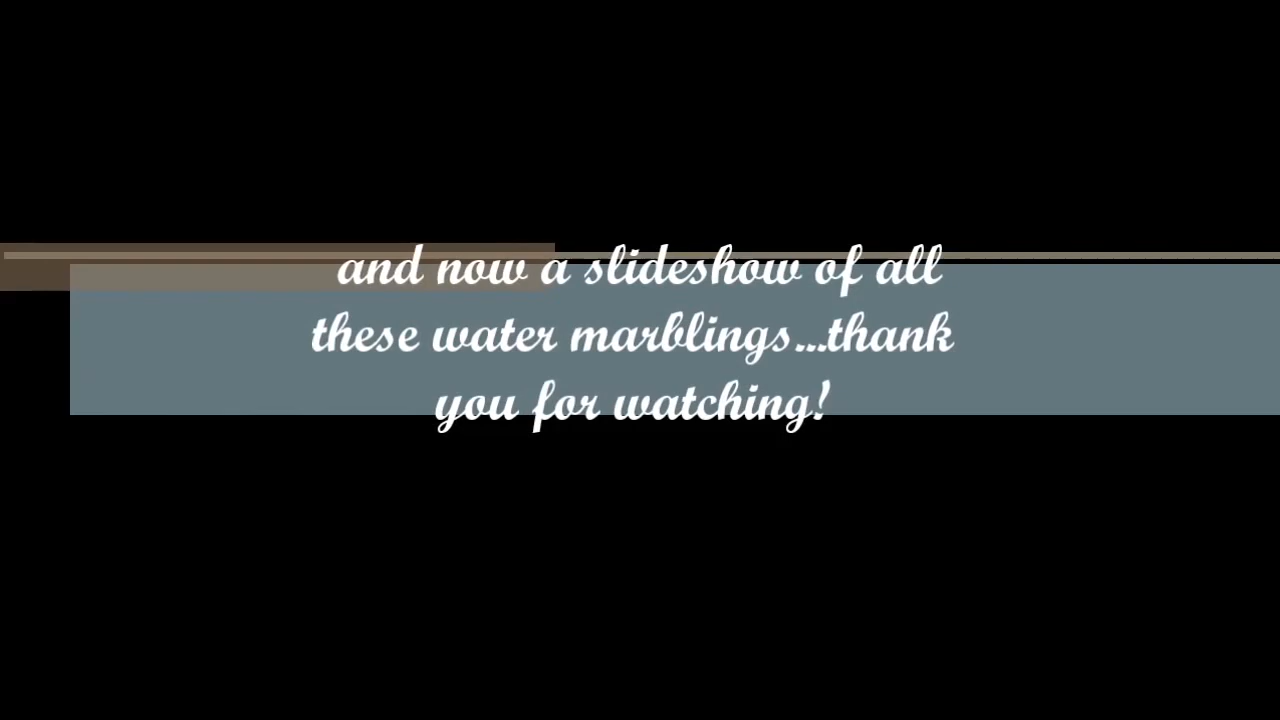 and now a slideshow of all
these water marblings...thank
you for watching!